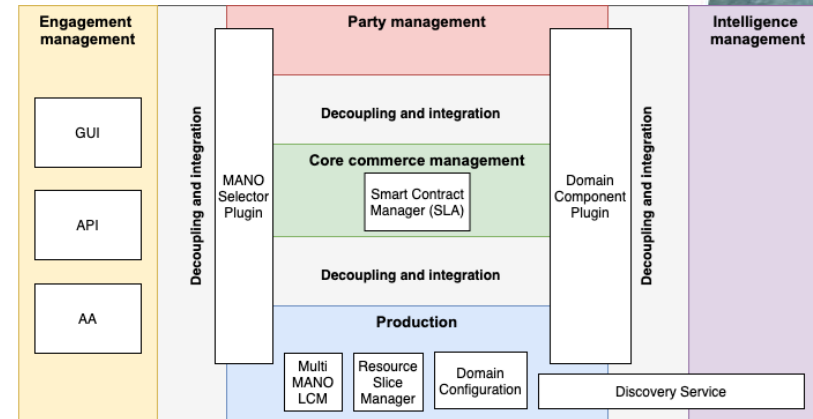 Engagement
management
Party management
Intelligence
management
GUI
API
AA
Decoupling and integration
MANO
Selector
Plugin
Decoupling and integration
Core commerce management
Smart Contract
Manager (SLA)
Decoupling and integration
Domain
Component
Plugin
Decoupling and integration
Production
Multi
MANO
LCM
Resource
Slice
Manager
Domain
Configuration
Discovery Service